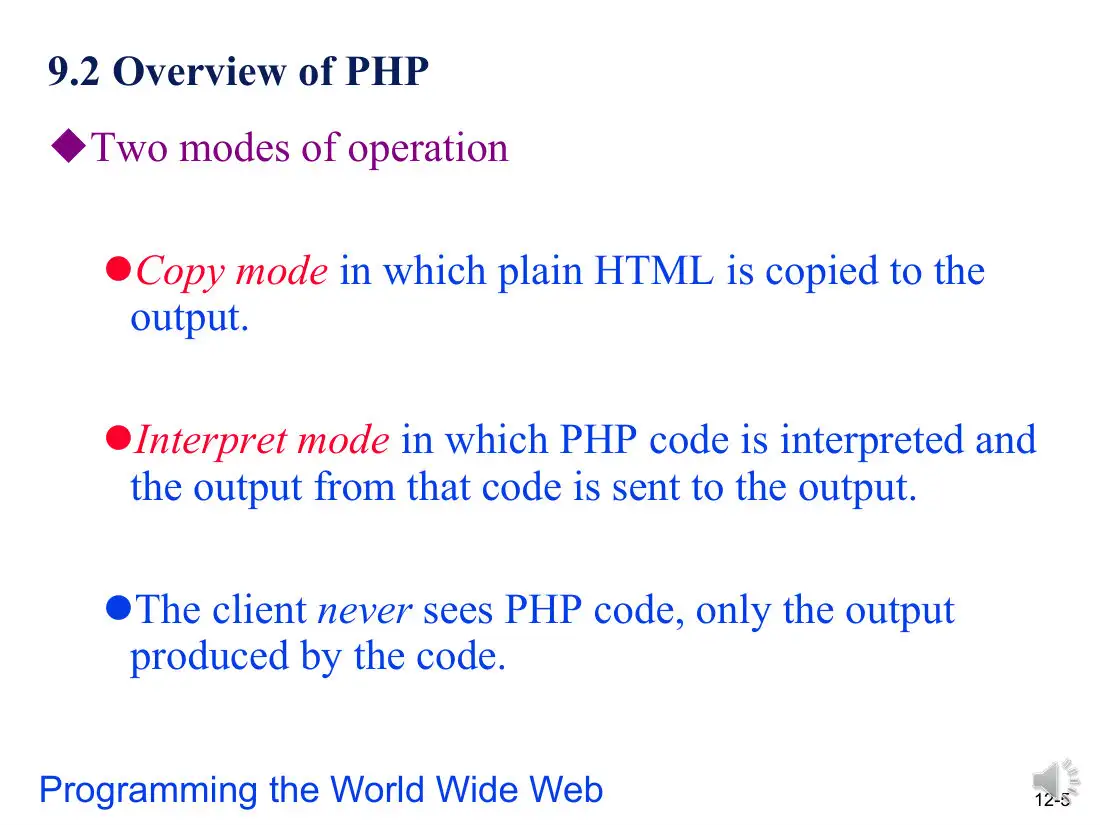 9.2 Overview of PHP
Two modes of operation
Copy mode in which plain HTML is copied to the
output.
Interpret mode in which PHP code is interpreted and
the output from that code is sent to the output.
The client never sees PHP code, only the output
produced by the code.
Programming the World Wide Web
12-5